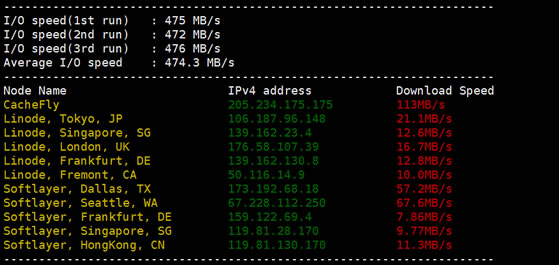 ----------------------------------------------------------------------
I/O speed(1st run)   : 475 MB/s
I/O speed(2nd run)   : 472 MB/s
I/O speed(3rd run)   : 476 MB/s
Average I/O speed    : 474.3 MB/s
----------------------------------------------------------------------
Node Name                       IPv4 address            Download Speed
CacheFly                        205.234.175.175         113MB/s
Linode, Tokyo, JP               106.187.96.148          21.1MB/s
Linode, Singapore, SG           139.162.23.4            12.6MB/s
Linode, London, UK              176.58.107.39           16.7MB/s
Linode, Frankfurt, DE           139.162.130.8           12.8MB/s
Linode, Fremont, CA             50.116.14.9             10.0MB/s
Softlayer, Dallas, TX           173.192.68.18           57.2MB/s
Softlayer, Seattle, WA          67.228.112.250          67.6MB/s
Softlayer, Frankfurt, DE        159.122.69.4            7.86MB/s
Softlayer, Singapore, SG        119.81.28.170           9.77MB/s
Softlayer, HongKong, CN         119.81.130.170          11.3MB/s
----------------------------------------------------------------------